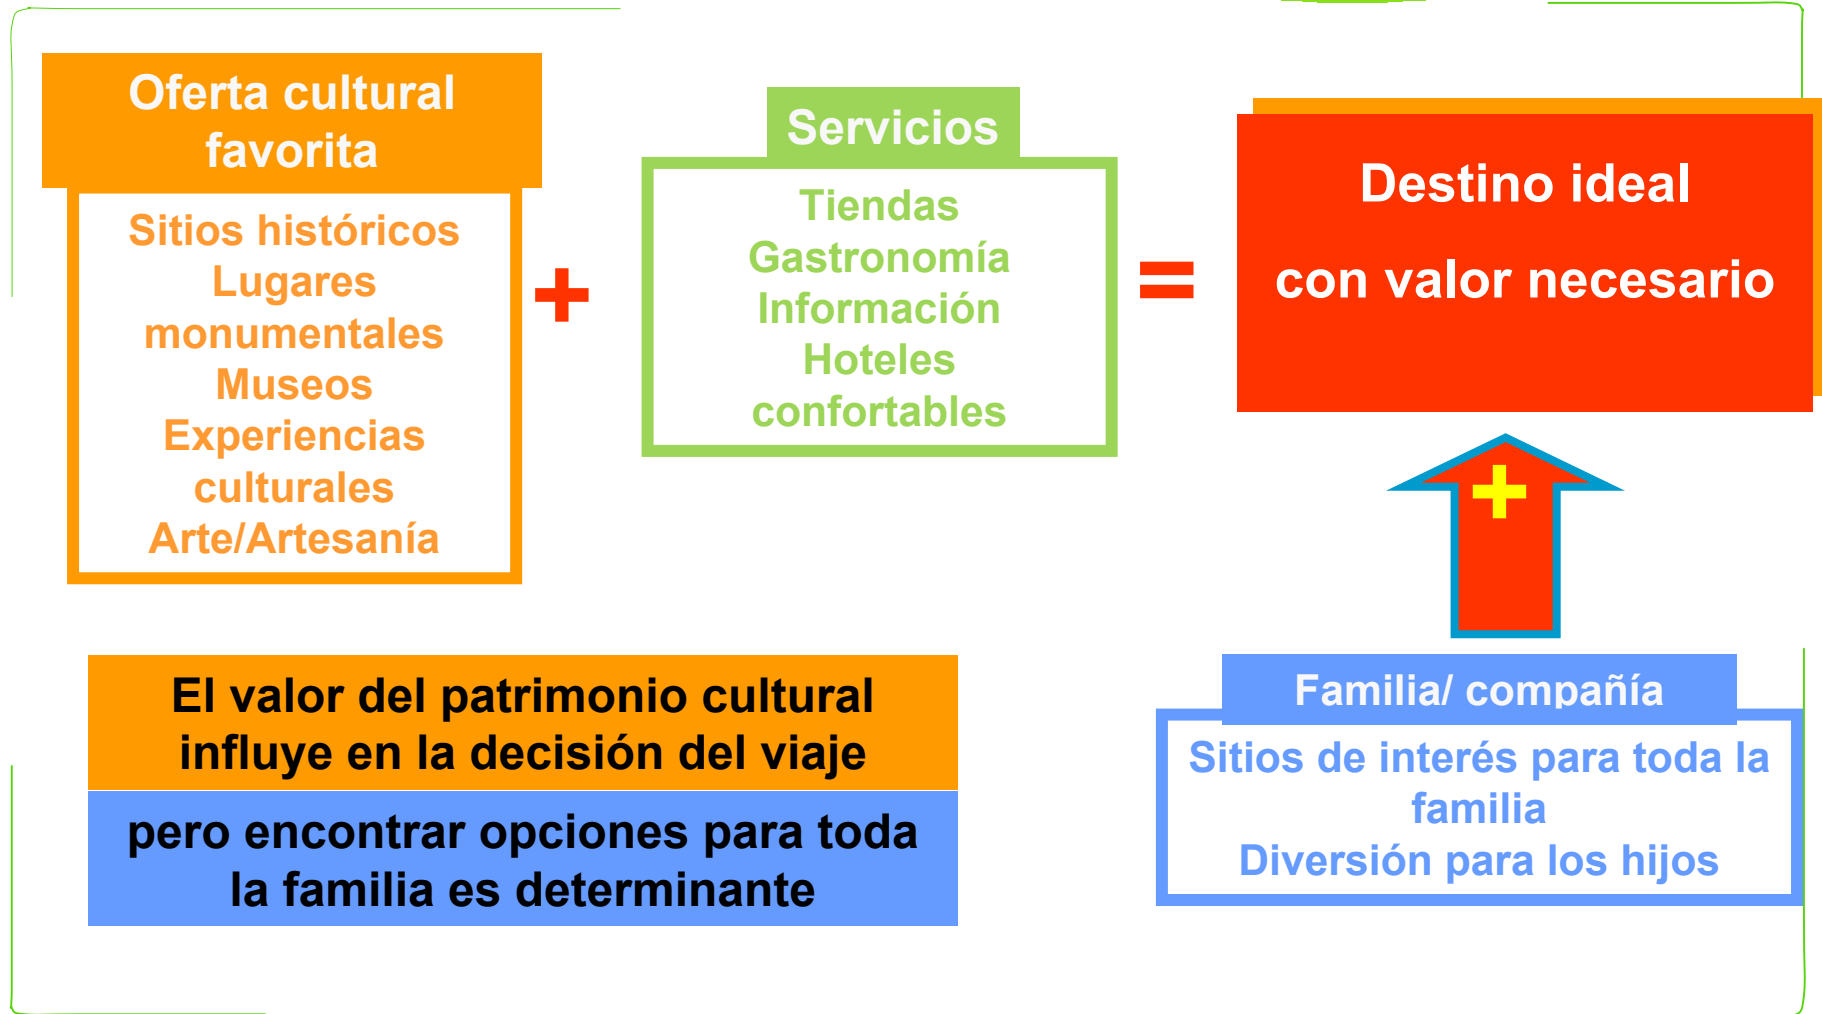 Oferta cultural
favorita
Sitios históricos
Lugares
monumentales
Museos
Experiencias
culturales
Arte/Artesanía
+
Servicios
Tiendas
Gastronomía
Información
Hoteles
confortables
=
Destino ideal
con valor necesario
+
Familia/ compañía
Sitios de interés para toda la
familia
Diversión para los hijos
El valor del patrimonio cultural
influye en la decisión del viaje
pero encontrar opciones para toda
la familia es determinante